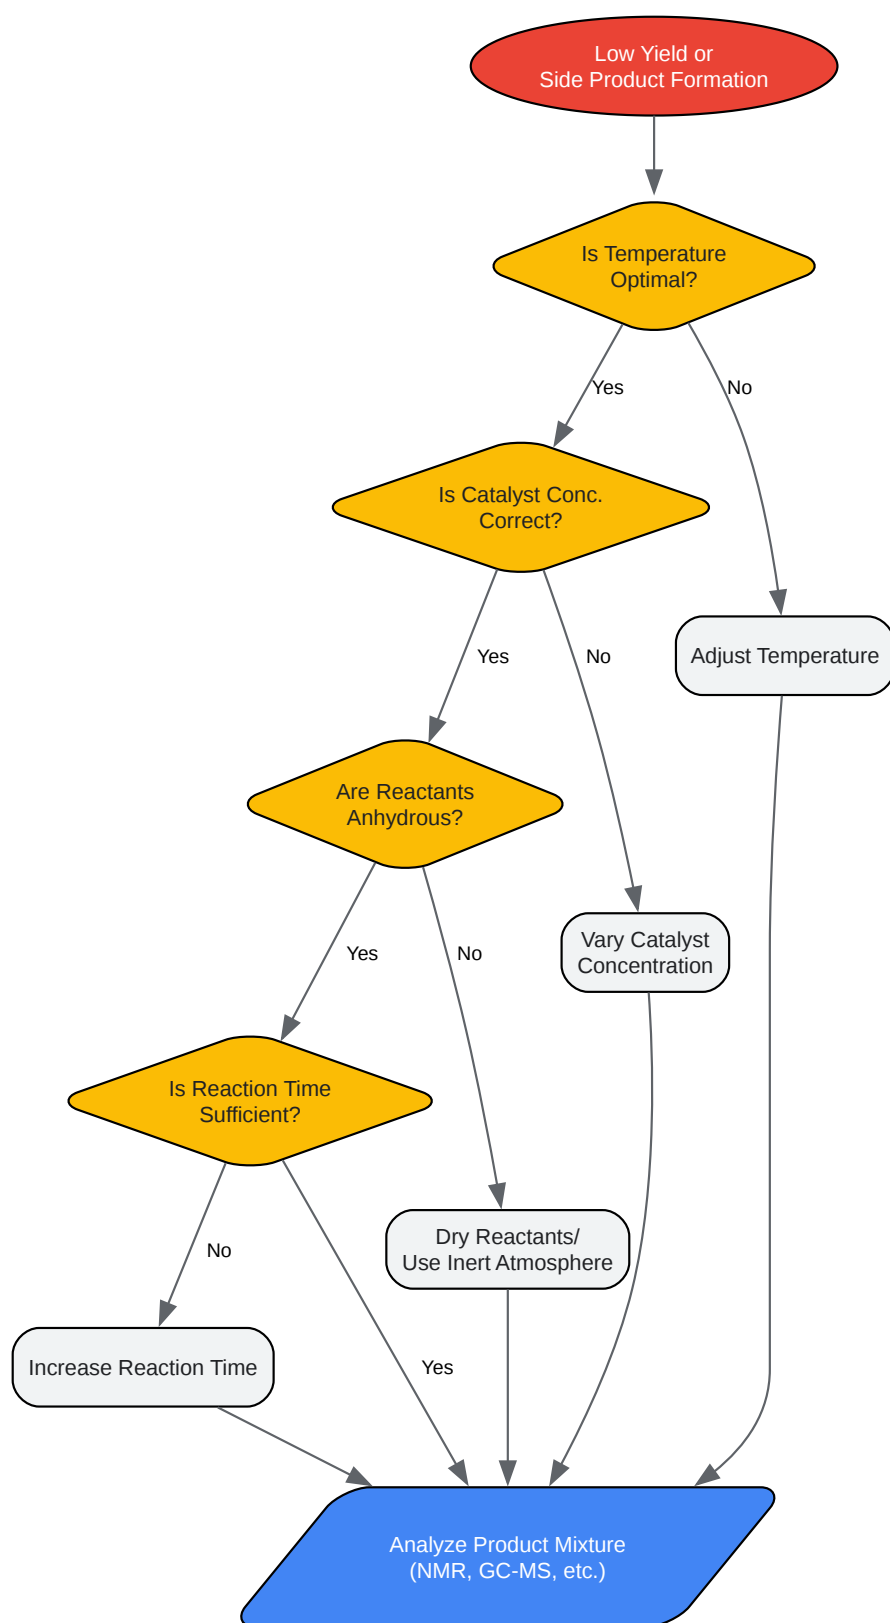 Low Yield or
Side Product Formation
Is Temperature
Optimal?
Yes
No
Is Catalyst Conc.
Correct?
Yes
No
Adjust Temperature
Are Reactants
Anhydrous?
Yes
No
Vary Catalyst
Concentration
Is Reaction Time
Sufficient?
No
Yes
Dry Reactants/
Use Inert Atmosphere
Increase Reaction Time
Analyze Product Mixture
(NMR, GC-MS, etc.)